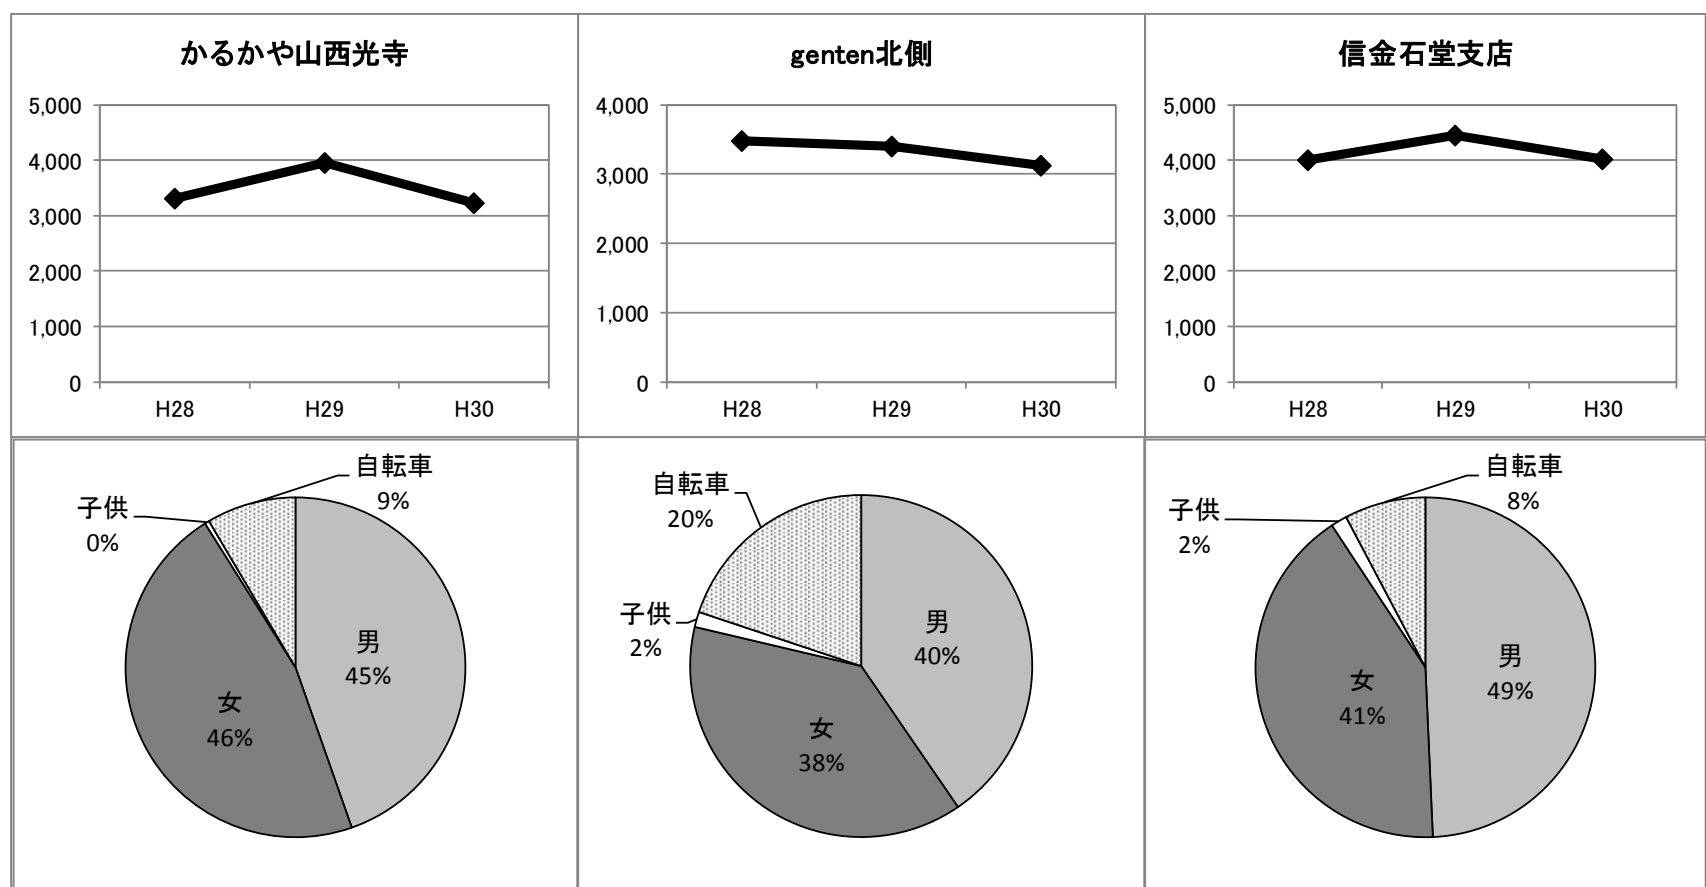 かるかや山西光寺
5,000
4,000
3,000
2,000
1,000
0
H28 H29 H30
genten北側
4,000
3,000
2,000
1,000
0
H28 H29 H30
信金石堂支店
5,000
4,000
3,000
2,000
1,000
0
H28 H29 H30
自転車
9%
子供
0%
男
45%
女
46%
自転車
20%
子供
2%
男
40%
女
38%
自転車
8%
子供
2%
男
49%
女
41%